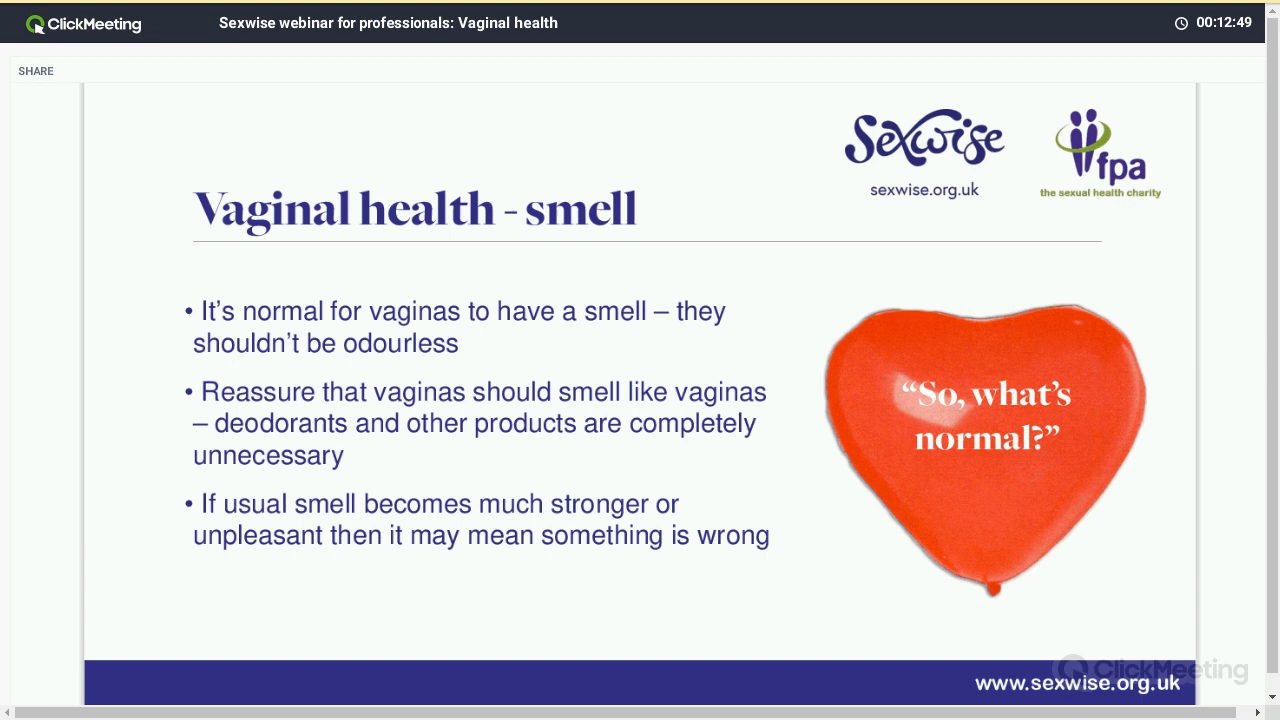 ClickMeeting
Sexwise webinar for professionals: Vaginal health
00:12:49
SHARE
Sexwise
sexwise.org.uk
fpa
the sexual health charity
Vaginal health - smell
• It’s normal for vaginas to have a smell – they
shouldn’t be odourless
• Reassure that vaginas should smell like vaginas
– deodorants and other products are completely
unnecessary
• If usual smell becomes much stronger or
unpleasant then it may mean something is wrong
“So, what’s
normal?”
ClickMeeting
www.sexwise.org.uk